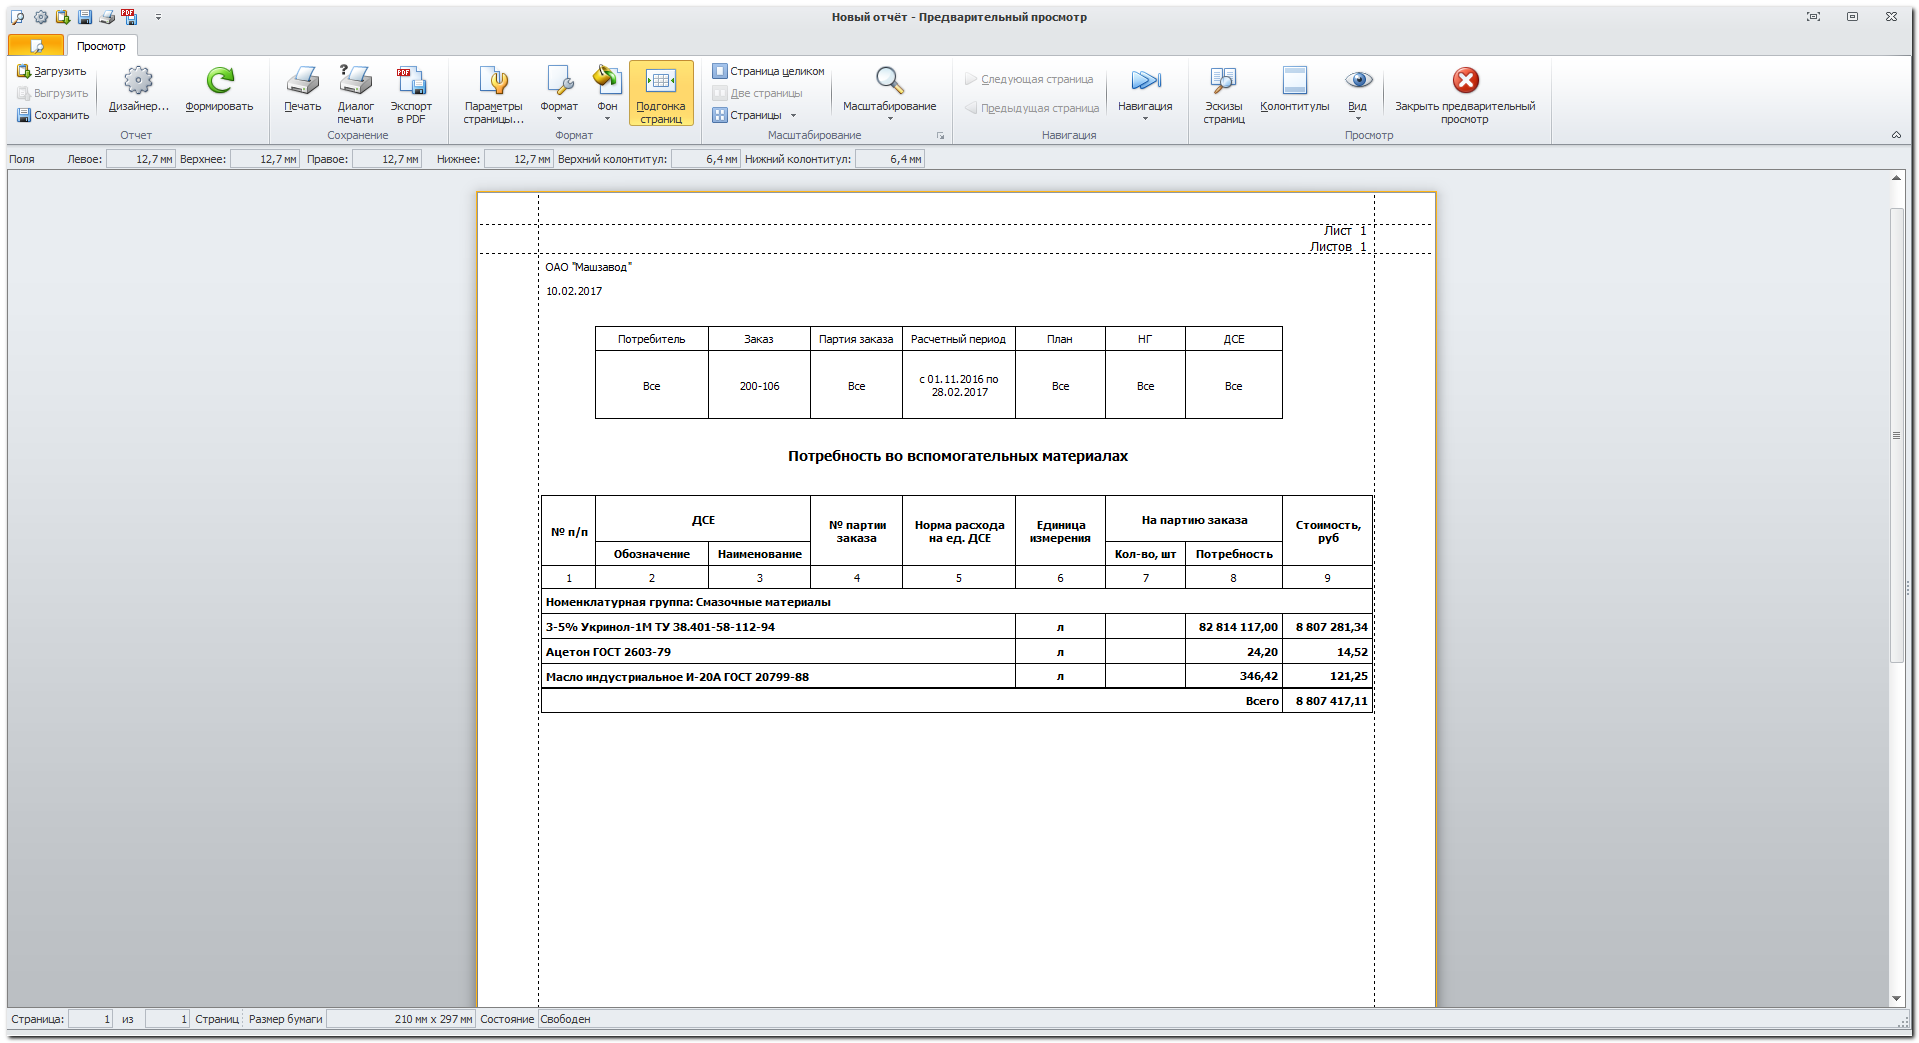 Новый отчёт - Предварительный просмотр
Просмотр
Загрузить
Выгрузить
Сохранить
Дизайнер...
Формировать
Отчет
Печать
Диалог печати
Экспорт в PDF
Сохранение
Параметры страницы...
Формат
Фон
Подгонка страниц
Формат
Страница целиком
Две страницы
Страницы
Масштабирование
Масштабирование
Следующая страница
Предыдущая страница
Навигация
Навигация
Эскизы страниц
Колонтитулы
Вид
Закрыть предварительный просмотр
Просмотр
Поля Левое: 12,7 мм Верхнее: 12,7 мм Правое: 12,7 мм Нижнее: 12,7 мм Верхний колонтитул: 6,4 мм Нижний колонтитул: 6,4 мм
Лист 1
Листов 1
ОАО "Машзавод"
10.02.2017
Потребитель Заказ Партия заказа Расчетный период План НГ ДСЕ
Все 200-106 Все с 01.11.2016 по 28.02.2017 Все Все Все
Потребность во вспомогательных материалах
№ п/п ДСЕ № партии заказа Норма расхода на ед. ДСЕ Единица измерения На партию заказа Стоимость, руб
Обозначение Наименование Кол-во, шт Потребность
1 2 3 4 5 6 7 8 9
Номенклатурная группа: Смазочные материалы
3-5% Укринол-1М ТУ 38.401-58-112-94 л 82 814 117,00 8 807 281,34
Ацетон ГОСТ 2603-79 л 24,20 14,52
Масло индустриальное И-20А ГОСТ 20799-88 л 346,42 121,25
Всего 8 807 417,11
Страница: 1 из 1 Страниц Размер бумаги 210 мм x 297 мм Состояние Свободен